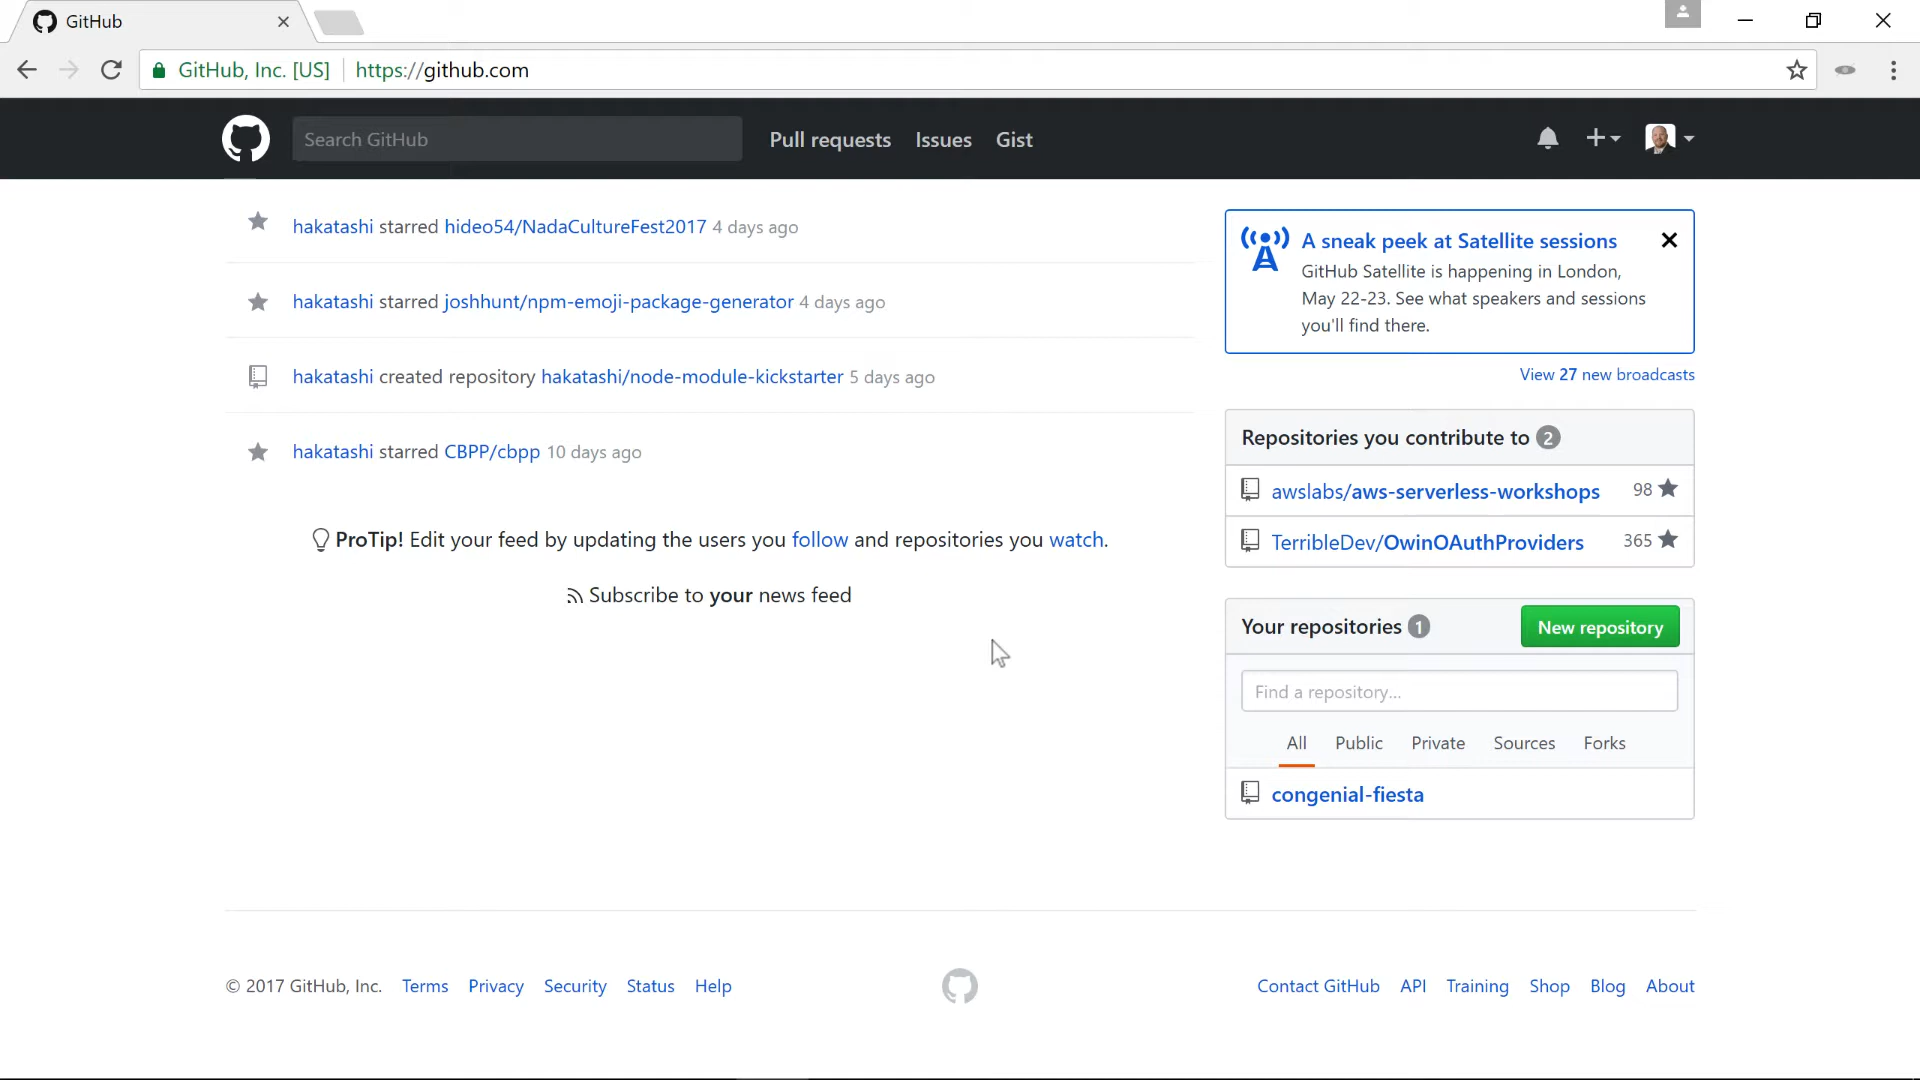 GitHub
GitHub, Inc. [US] https://github.com
Search GitHub Pull requests Issues Gist
hakatashi starred hideo54/NadaCultureFest2017 4 days ago
hakatashi starred joshhunt/npm-emoji-package-generator 4 days ago
hakatashi created repository hakatashi/node-module-kickstarter 5 days ago
hakatashi starred CBPP/cbpp 10 days ago
ProTip! Edit your feed by updating the users you follow and repositories you watch.
Subscribe to your news feed
A sneak peek at Satellite sessions
GitHub Satellite is happening in London,
May 22-23. See what speakers and sessions
you'll find there.
View 27 new broadcasts
Repositories you contribute to 2
awslabs/aws-serverless-workshops 98
TerribleDev/OwinOAuthProviders 365
Your repositories 1 New repository
Find a repository...
All Public Private Sources Forks
congenial-fiesta
© 2017 GitHub, Inc. Terms Privacy Security Status Help Contact GitHub API Training Shop Blog About